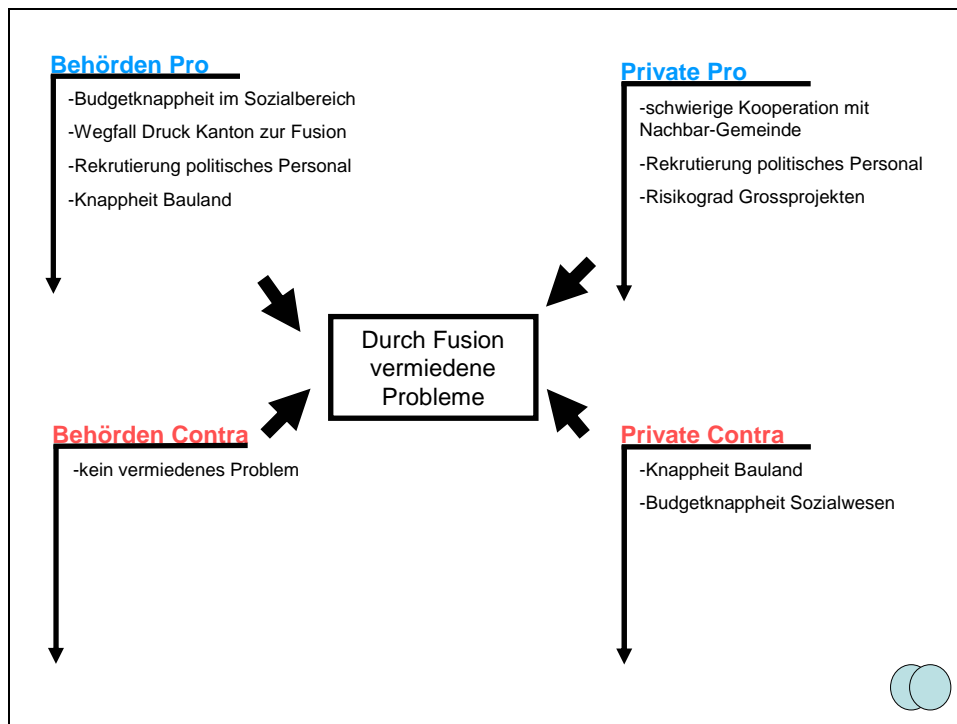 Behörden Pro
-Budgetknappheit im Sozialbereich
-Wegfall Druck Kanton zur Fusion
-Rekrutierung politisches Personal
-Knappheit Bauland
Private Pro
-schwierige Kooperation mit
Nachbar-Gemeinde
-Rekrutierung politisches Personal
-Risikograd Grossprojekten
Durch Fusion
vermiedene
Probleme
Behörden Contra
-kein vermiedenes Problem
Private Contra
-Knappheit Bauland
-Budgetknappheit Sozialwesen